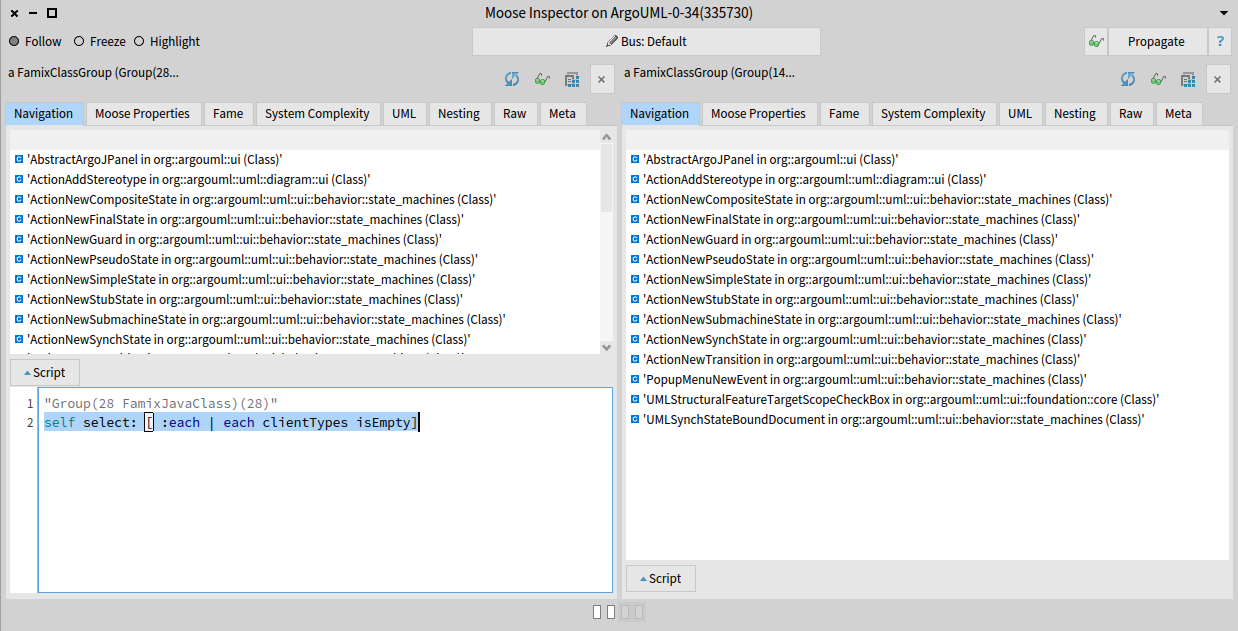 Moose Inspector on ArgoUML-0-34(335730)
Follow Freeze Highlight
Bus: Default
Propagate ?
a FamixClassGroup (Group(28...
Navigation Moose Properties Fame System Complexity UML Nesting Raw Meta
'AbstractArgoJPanel in org::argouml::ui (Class)'
'ActionAddStereotype in org::argouml::uml::diagram::ui (Class)'
'ActionNewCompositeState in org::argouml::uml::ui::behavior::state_machines (Class)'
'ActionNewFinalState in org::argouml::uml::ui::behavior::state_machines (Class)'
'ActionNewGuard in org::argouml::uml::ui::behavior::state_machines (Class)'
'ActionNewPseudoState in org::argouml::uml::ui::behavior::state_machines (Class)'
'ActionNewSimpleState in org::argouml::uml::ui::behavior::state_machines (Class)'
'ActionNewStubState in org::argouml::uml::ui::behavior::state_machines (Class)'
'ActionNewSubmachineState in org::argouml::uml::ui::behavior::state_machines (Class)'
'ActionNewSynchState in org::argouml::uml::ui::behavior::state_machines (Class)'
Script
1 "Group(28 FamixJavaClass)(28)"
2 self select: [ :each | each clientTypes isEmpty]
a FamixClassGroup (Group(14...
Navigation Moose Properties Fame System Complexity UML Nesting Raw Meta
'AbstractArgoJPanel in org::argouml::ui (Class)'
'ActionAddStereotype in org::argouml::uml::diagram::ui (Class)'
'ActionNewCompositeState in org::argouml::uml::ui::behavior::state_machines (Class)'
'ActionNewFinalState in org::argouml::uml::ui::behavior::state_machines (Class)'
'ActionNewGuard in org::argouml::uml::ui::behavior::state_machines (Class)'
'ActionNewPseudoState in org::argouml::uml::ui::behavior::state_machines (Class)'
'ActionNewSimpleState in org::argouml::uml::ui::behavior::state_machines (Class)'
'ActionNewStubState in org::argouml::uml::ui::behavior::state_machines (Class)'
'ActionNewSubmachineState in org::argouml::uml::ui::behavior::state_machines (Class)'
'ActionNewSynchState in org::argouml::uml::ui::behavior::state_machines (Class)'
'ActionNewTransition in org::argouml::uml::ui::behavior::state_machines (Class)'
'PopupMenuNewEvent in org::argouml::uml::ui::behavior::state_machines (Class)'
'UMLStructuralFeatureTargetScopeCheckBox in org::argouml::uml::ui::foundation::core (Class)'
'UMLSynchStateBoundDocument in org::argouml::uml::ui::behavior::state_machines (Class)'
Script